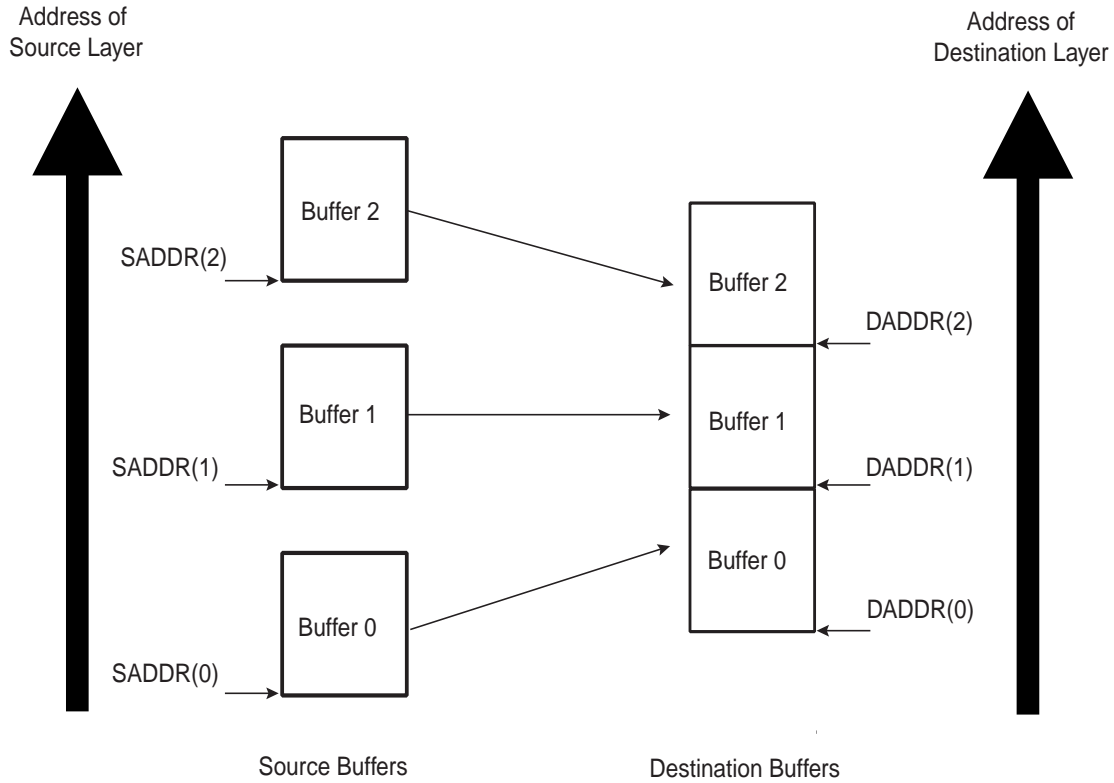 Address of
Source Layer
Address of
Destination Layer
Buffer 2
SADDR(2)
Buffer 2
DADDR(2)
Buffer 1
Buffer 1
SADDR(1)
DADDR(1)
Buffer 0
Buffer 0
DADDR(0)
SADDR(0)
Source Buffers
Destination Buffers